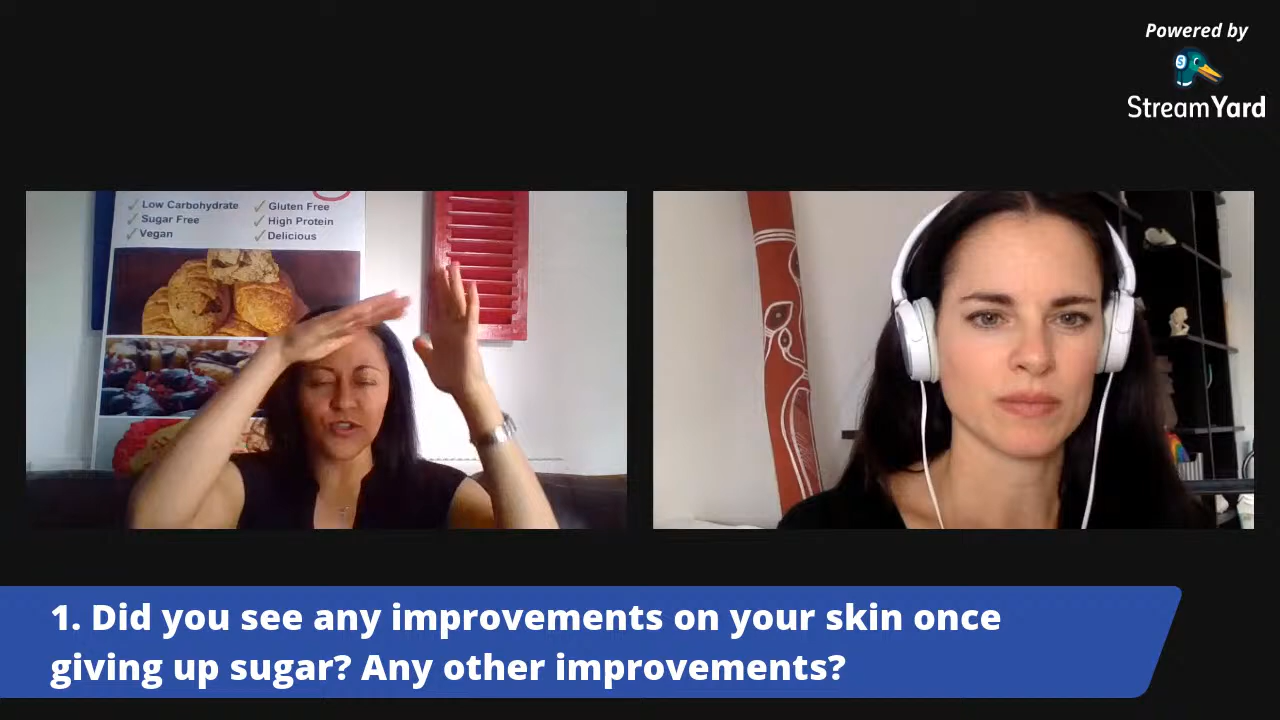 Powered by
StreamYard
Low Carbohydrate
Sugar Free
Vegan
Gluten Free
High Protein
Delicious
1. Did you see any improvements on your skin once
giving up sugar? Any other improvements?